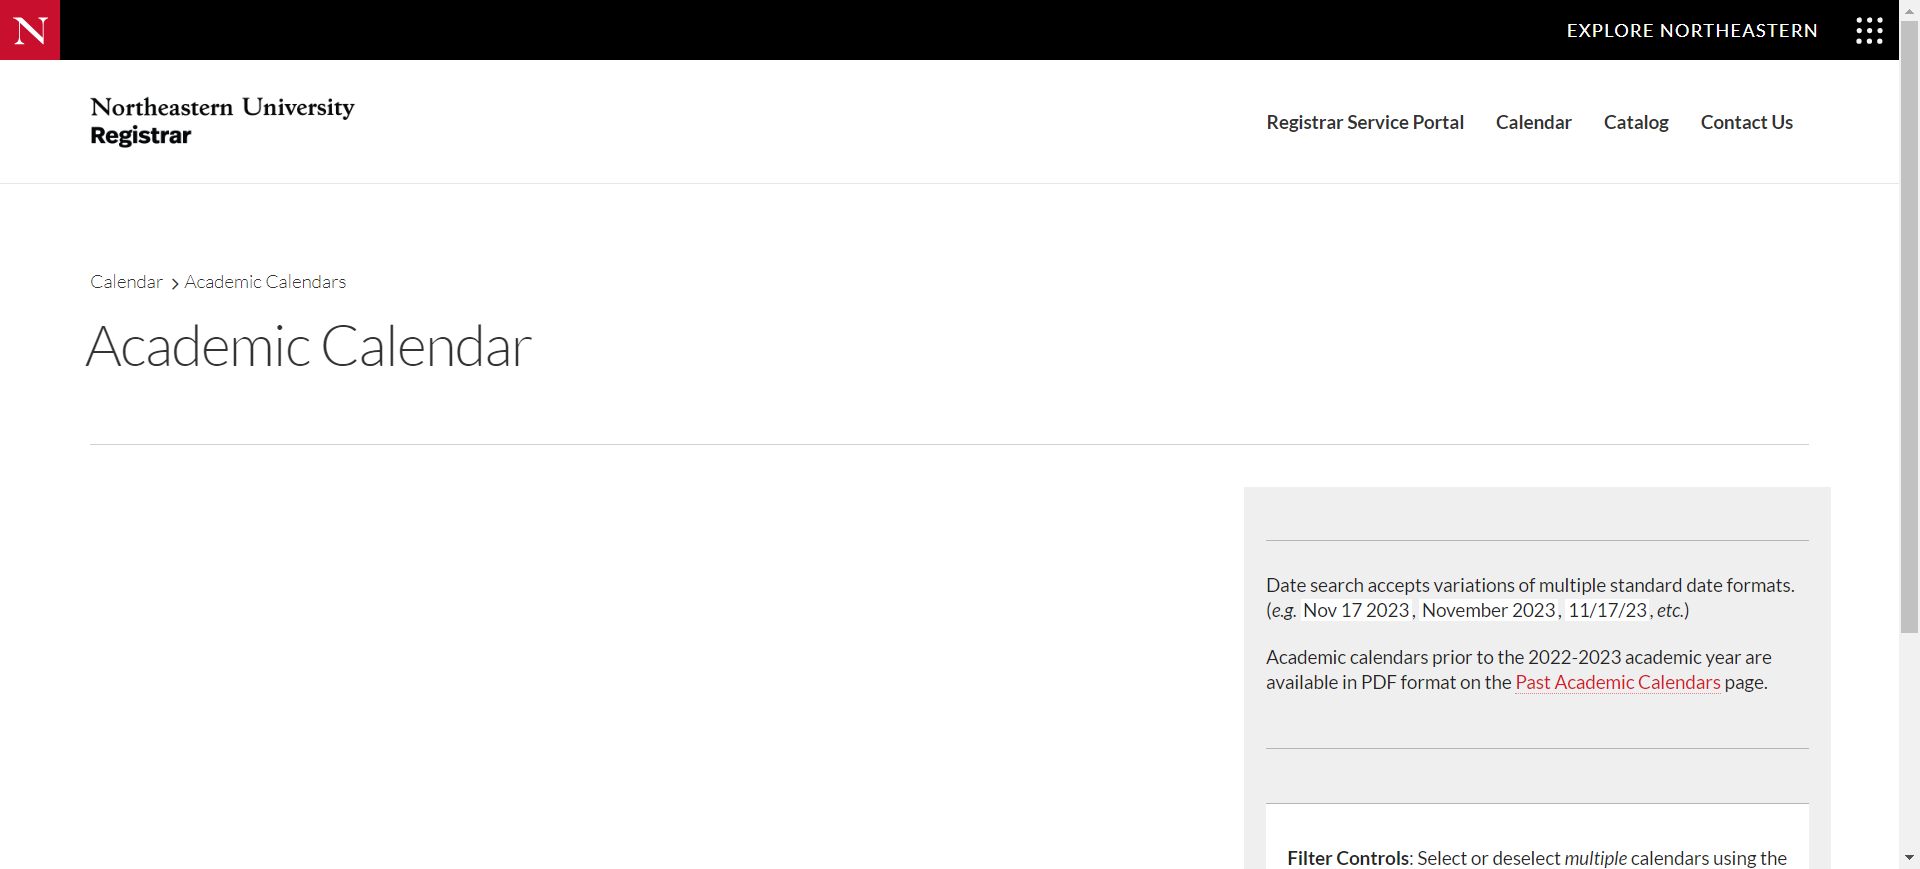 N
EXPLORE NORTHEASTERN
Northeastern University
Registrar
Registrar Service Portal Calendar Catalog Contact Us
Calendar > Academic Calendars
Academic Calendar
Date search accepts variations of multiple standard date formats.
(e.g. Nov 17 2023, November 2023, 11/17/23, etc.)
Academic calendars prior to the 2022-2023 academic year are
available in PDF format on the Past Academic Calendars page.
Filter Controls: Select or deselect multiple calendars using the